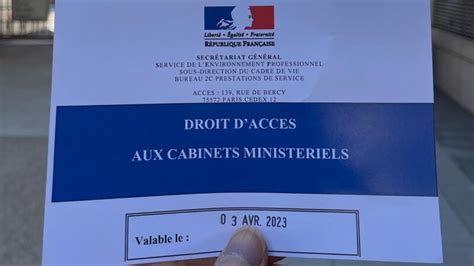 Liberté • Égalité • Fraternité
RÉPUBLIQUE FRANÇAISE
SECRÉTARIAT GÉNÉRAL
SERVICE DE L'ENVIRONNEMENT PROFESSIONNEL
SOUS-DIRECTION DU CADRE DE VIE
BUREAU 2C PRESTATIONS DE SERVICE
ACCES : 139, RUE DE BERCY
75572 PARIS CEDEX 12
DROIT D'ACCES
AUX CABINETS MINISTERIELS
0 3 AVR. 2023
Valable le :